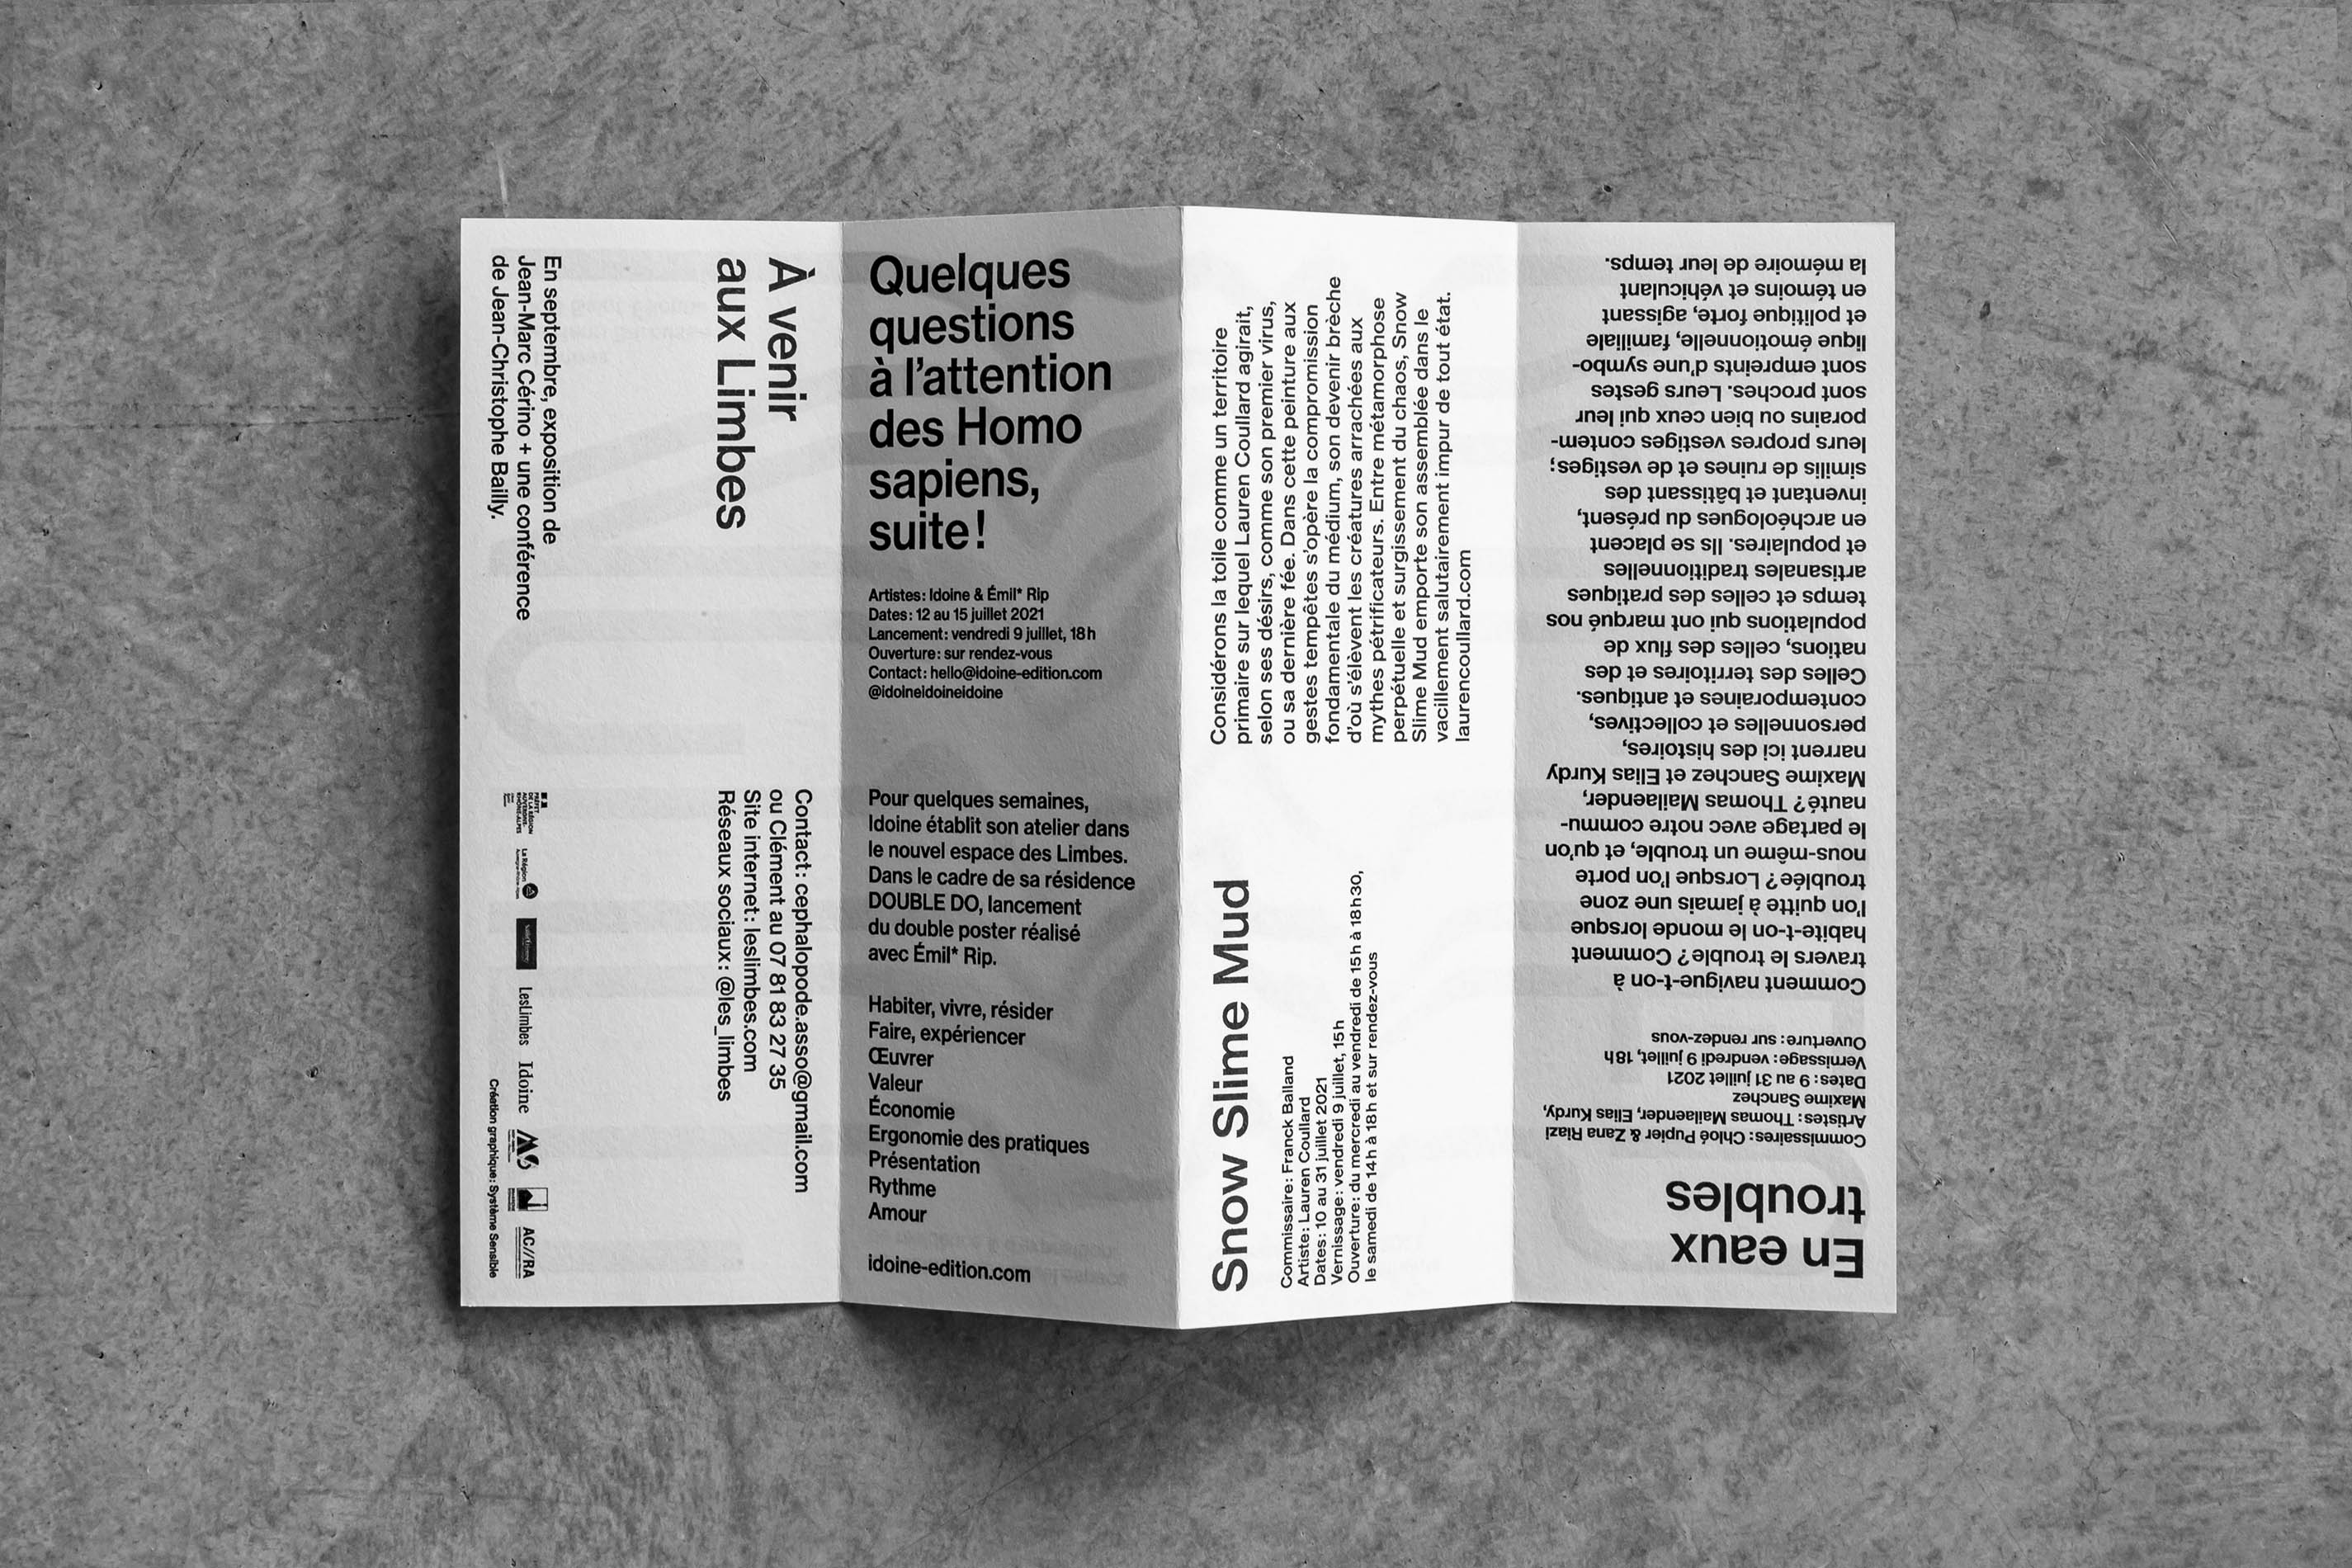 À venir
aux Limbes
En septembre, exposition de
Jean-Marc Cérino + une conférence
de Jean-Christophe Bailly.
Contact : cephalopode.asso@gmail.com
ou Clément au 07 81 83 27 35
Site internet : leslimbes.com
Réseaux sociaux : @les_limbes
PRÉFET
DE LA RÉGION
AUVERGNE-
RHÔNE-ALPES
La Région
LesLimbes
Idoine
AC//RA
Création graphique : Système Sensible
Quelques
questions
à l’attention
des Homo
sapiens,
suite !
Artistes : Idoine & Émil* Rip
Dates : 12 au 15 juillet 2021
Lancement : vendredi 9 juillet, 18 h
Ouverture : sur rendez-vous
Contact : hello@idoine-edition.com
@idoineidoineidoine
Pour quelques semaines,
Idoine établit son atelier dans
le nouvel espace des Limbes.
Dans le cadre de sa résidence
DOUBLE DO, lancement
du double poster réalisé
avec Émil* Rip.
Habiter, vivre, résider
Faire, expériencer
Œuvrer
Valeur
Économie
Ergonomie des pratiques
Présentation
Rythme
Amour
idoine-edition.com
Snow Slime Mud
Commissaire : Franck Balland
Artiste : Lauren Coullard
Dates : 10 au 31 juillet 2021
Vernissage : vendredi 9 juillet, 15 h
Ouverture : du mercredi au vendredi de 15 h à 18 h 30,
le samedi de 14 h à 18 h et sur rendez-vous
Considérons la toile comme un territoire
primaire sur lequel Lauren Coullard agirait,
selon ses désirs, comme son premier virus,
ou sa dernière fée. Dans cette peinture aux
gestes tempêtes s’opère la compromission
fondamentale du médium, son devenir brèche
d’où s’élèvent les créatures arrachées aux
mythes pétrificateurs. Entre métamorphose
perpétuelle et surgissement du chaos, Snow
Slime Mud emporte son assemblée dans le
vacillement salutairement impur de tout état.
laurencoullard.com
En eaux
troubles
Commissaires : Chloé Pupier & Zana Riazi
Artistes : Thomas Mailaender, Elias Kurdy,
Maxime Sanchez
Dates : 9 au 31 juillet 2021
Vernissage : vendredi 9 juillet, 18 h
Ouverture : sur rendez-vous
Comment navigue-t-on à
travers le trouble ? Comment
habite-t-on le monde lorsque
l’on quitte à jamais une zone
troublée ? Lorsque l’on porte
nous-même un trouble, et qu’on
le partage avec notre commu-
nauté ? Thomas Mailaender,
Maxime Sanchez et Elias Kurdy
narrent ici des histoires,
personnelles et collectives,
contemporaines et antiques.
Celles des territoires et des
nations, celles des flux de
populations qui ont marqué nos
temps et celles des pratiques
artisanales traditionnelles
et populaires. Ils se placent
en archéologues du présent,
inventant et bâtissant des
similis de ruines et de vestiges ;
leurs propres vestiges contem-
porains ou bien ceux qui leur
sont proches. Leurs gestes
sont empreints d’une symbo-
lique émotionnelle, familiale
et politique forte, agissant
en témoins et véhiculant
la mémoire de leur temps.